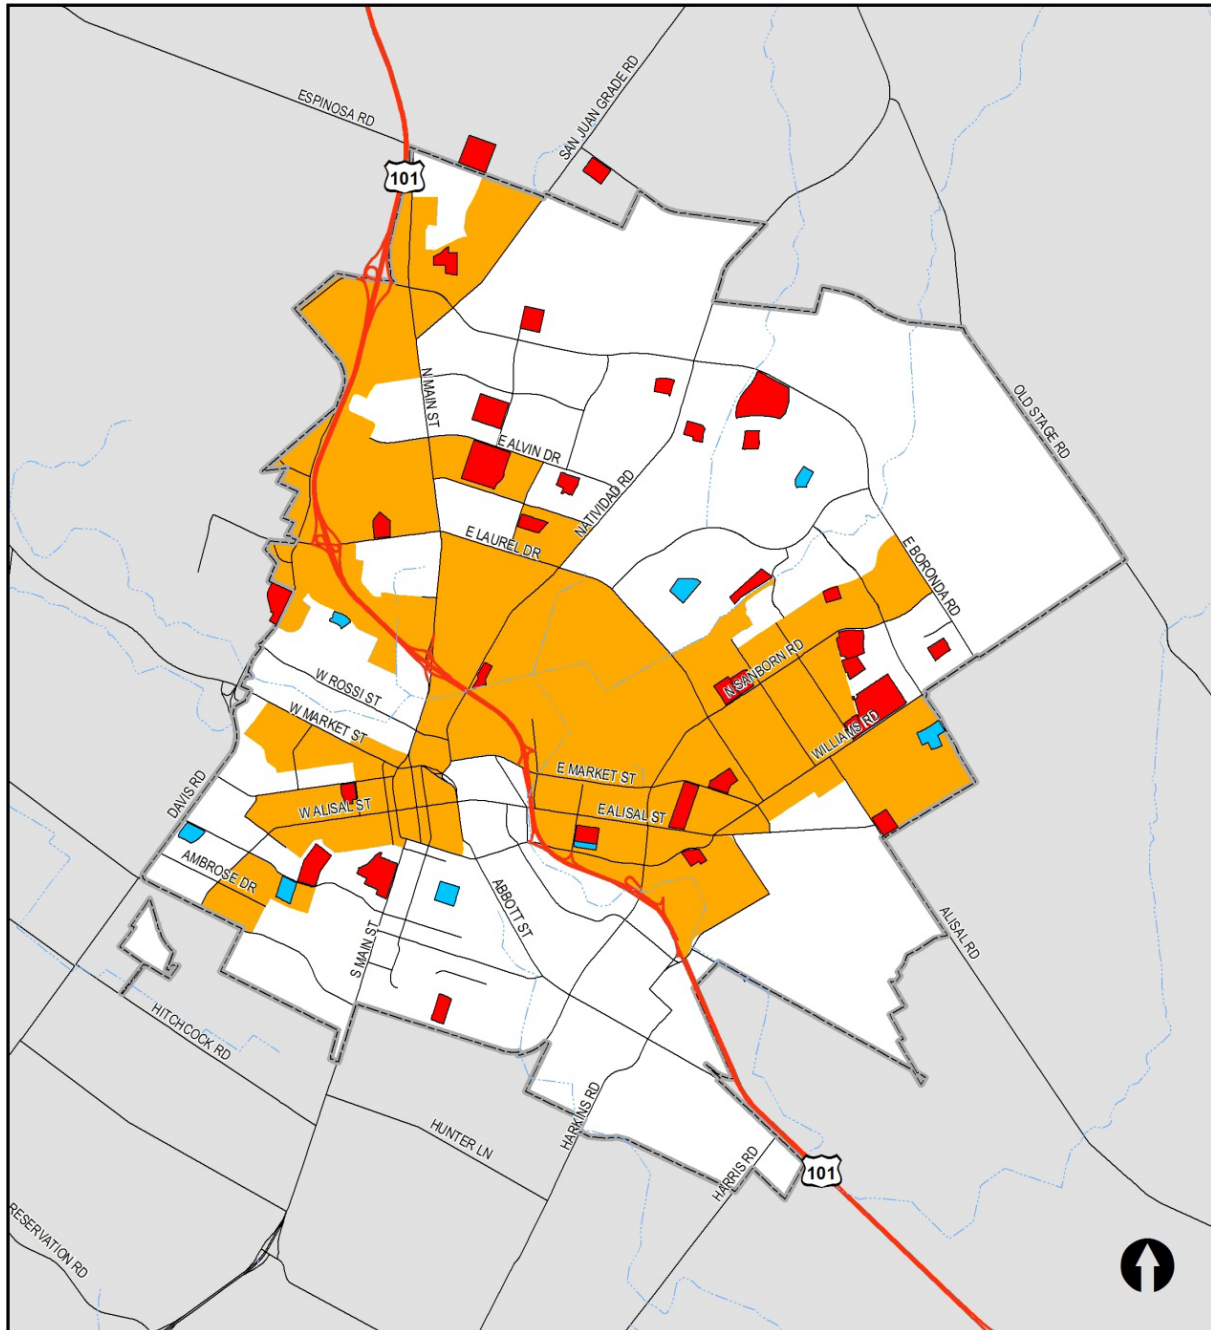 ESPINOSA RD
SAN JUAN GRADE RD
101
N MAIN ST
OLD STAGE RD
E ALVIN DR
NATIVIDAD RD
E LAUREL DR
E BORONDA RD
N SANBORN RD
W ROSSI ST
W MARKET ST
WILLIAMS RD
E MARKET ST
DAVIS RD
W ALISAL ST
E ALISAL ST
AMBROSE DR
ABBOTT ST
S MAIN ST
ALISAL RD
HITCHCOCK RD
HARKINS RD
HUNTER LN
HARRIS RD
101
RESERVATION RD